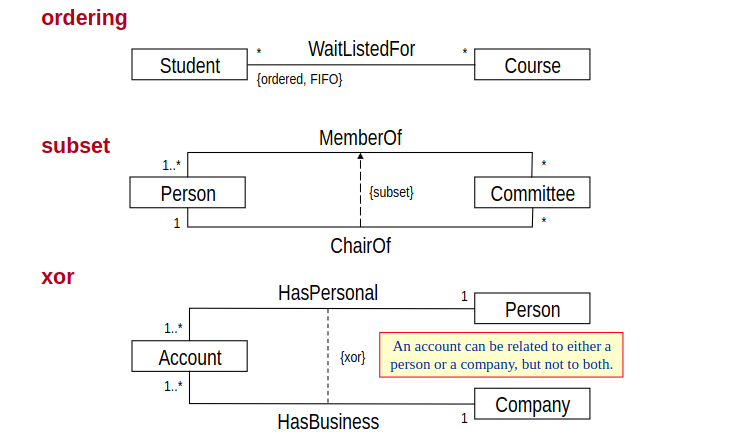 ordering
* WaitListedFor *
Student Course
{ordered, FIFO}
subset
MemberOf
1..* *
Person {subset} Committee
1 *
ChairOf
xor
HasPersonal 1
Person
1..*
An account can be related to either a
person or a company, but not to both.
Account {xor}
1..*
Company
HasBusiness 1